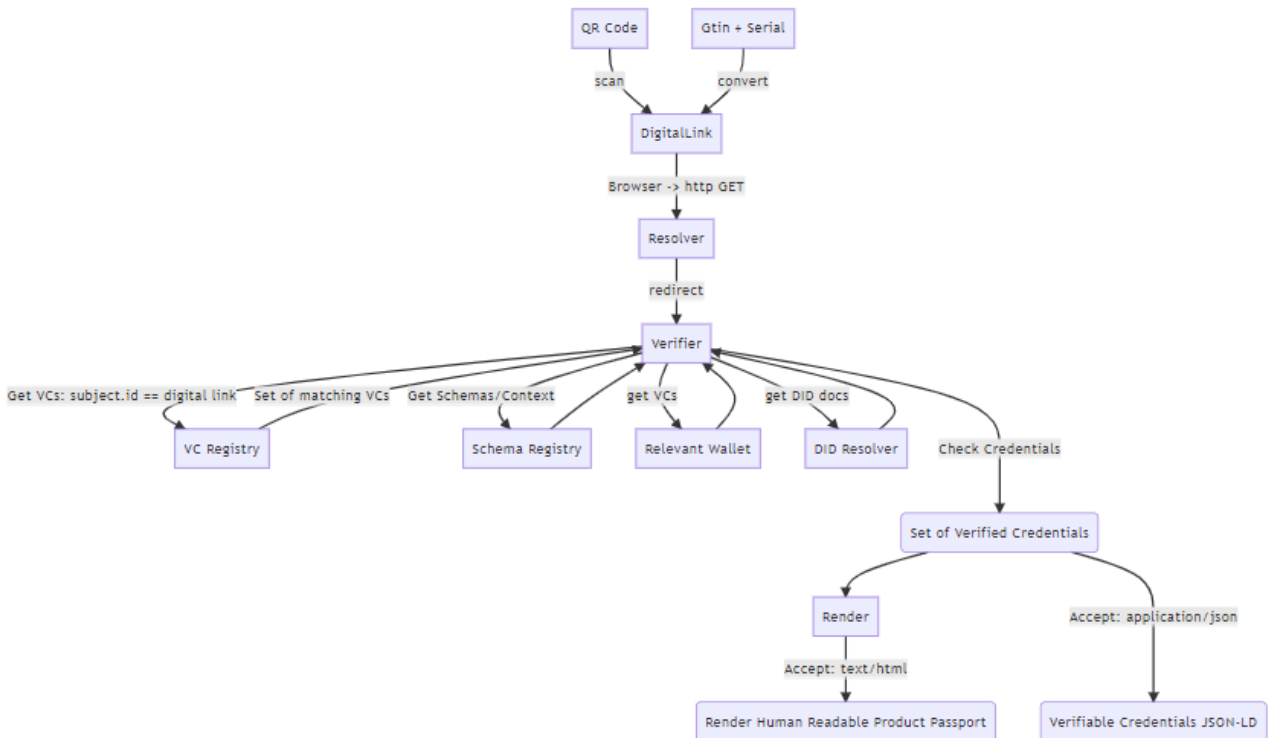 QR Code
Gtin + Serial
scan
convert
DigitalLink
Browser -> http GET
Resolver
redirect
Verifier
Get VCs: subject.id == digital link
Set of matching VCs
Get Schemas/Context
get VCs
get DID docs
VC Registry
Schema Registry
Relevant Wallet
DID Resolver
Check Credentials
Set of Verified Credentials
Render
Accept: application/json
Accept: text/html
Render Human Readable Product Passport
Verifiable Credentials JSON-LD